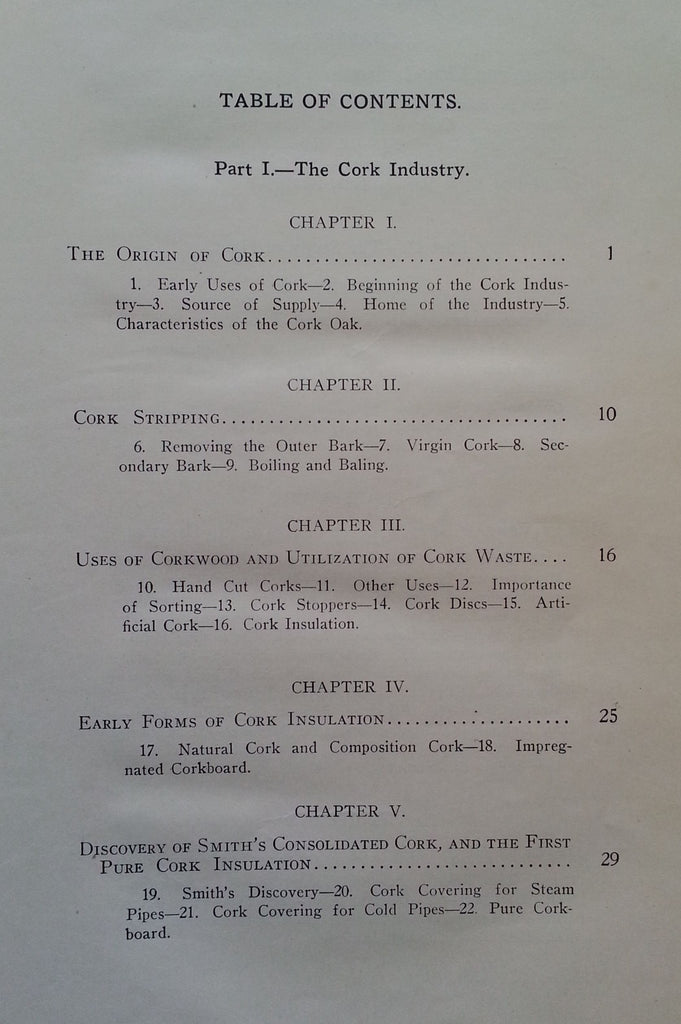 TABLE OF CONTENTS.
Part I.—The Cork Industry.
CHAPTER I.
THE ORIGIN OF CORK............................... 1
1. Early Uses of Cork—2. Beginning of the Cork Indus-
try—3. Source of Supply—4. Home of the Industry—5.
Characteristics of the Cork Oak.
CHAPTER II.
CORK STRIPPING.................................... 10
6. Removing the Outer Bark—7. Virgin Cork—8. Sec-
ondary Bark—9. Boiling and Baling.
CHAPTER III.
USES OF CORKWOOD AND UTILIZATION OF CORK WASTE.... 16
10. Hand Cut Corks—11. Other Uses—12. Importance
of Sorting—13. Cork Stoppers—14. Cork Discs—15. Arti-
ficial Cork—16. Cork Insulation.
CHAPTER IV.
EARLY FORMS OF CORK INSULATION.................... 25
17. Natural Cork and Composition Cork—18. Impreg-
nated Corkboard.
CHAPTER V.
DISCOVERY OF SMITH'S CONSOLIDATED CORK, AND THE FIRST
PURE CORK INSULATION........................... 29
19. Smith's Discovery—20. Cork Covering for Steam
Pipes—21. Cork Covering for Cold Pipes—22. Pure Cork-
board.